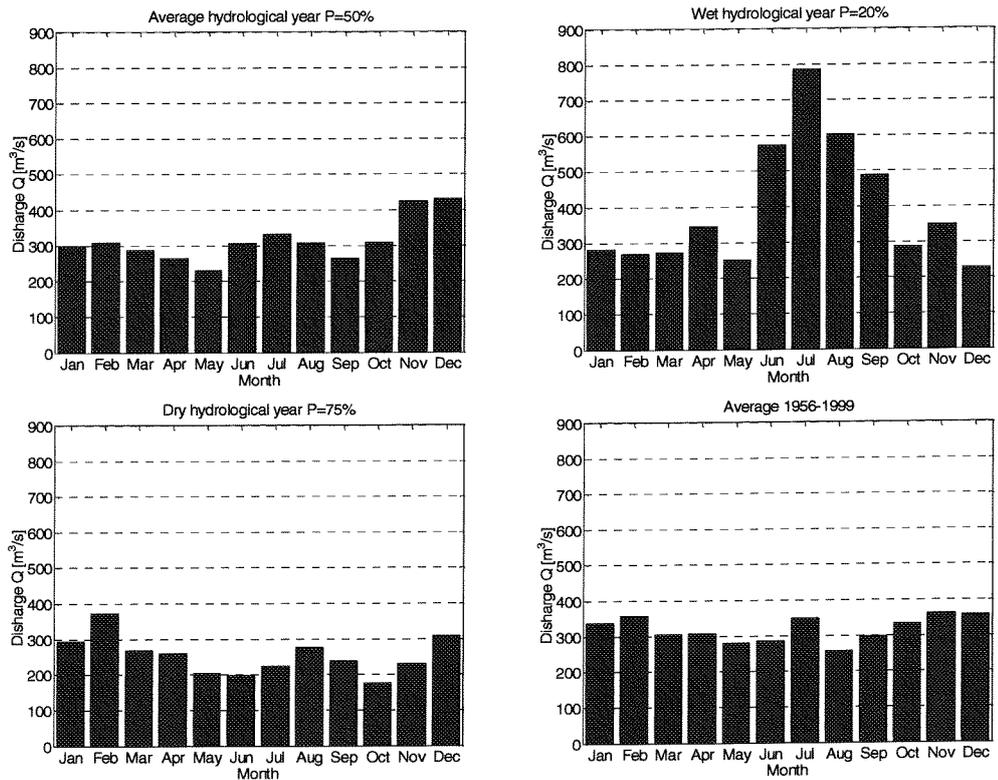 Average hydrological year P=50%
900
800
700
600
500
400
300
200
100
0
Disharge Q [m³/s]
Jan Feb Mar Apr May Jun Jul Aug Sep Oct Nov Dec
Month
Wet hydrological year P=20%
900
800
700
600
500
400
300
200
100
0
Disharge Q [m³/s]
Jan Feb Mar Apr May Jun Jul Aug Sep Oct Nov Dec
Month
Dry hydrological year P=75%
900
800
700
600
500
400
300
200
100
0
Disharge Q [m³/s]
Jan Feb Mar Apr May Jun Jul Aug Sep Oct Nov Dec
Month
Average 1956-1999
900
800
700
600
500
400
300
200
100
0
Disharge Q [m³/s]
Jan Feb Mar Apr May Jun Jul Aug Sep Oct Nov Dec
Month